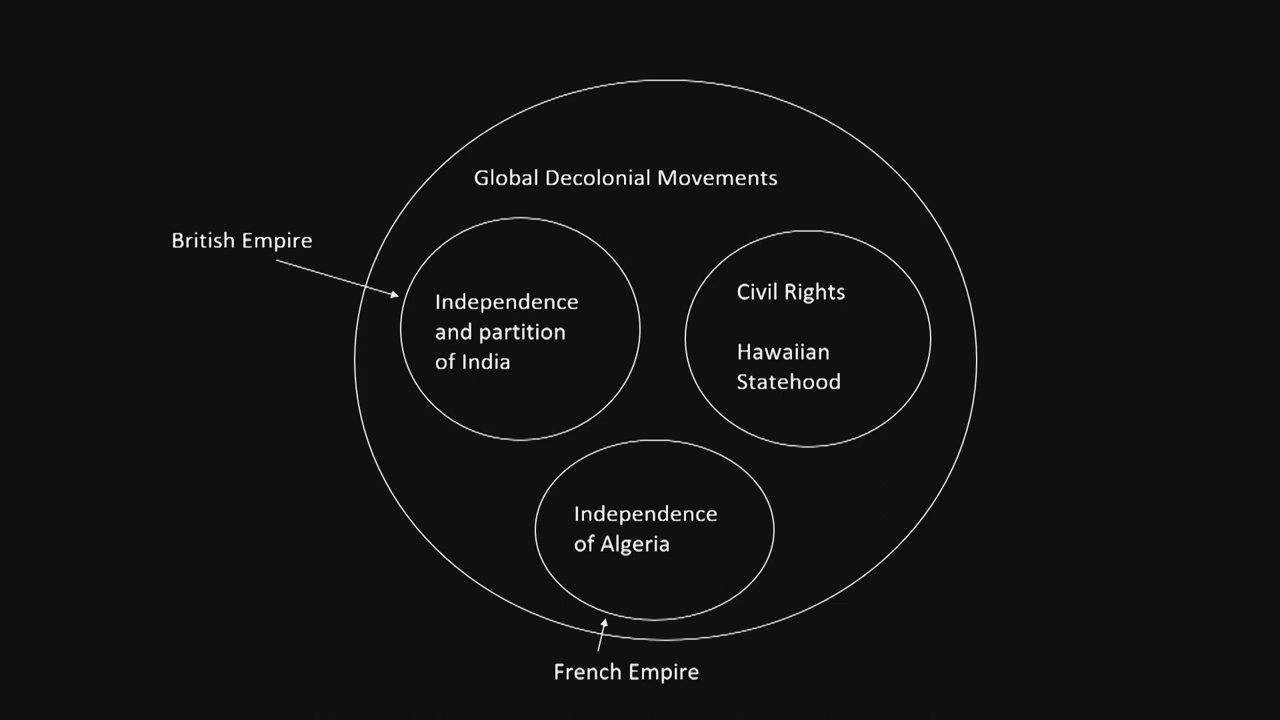 Global Decolonial Movements
British Empire
Independence
and partition
of India
Civil Rights
Hawaiian
Statehood
Independence
of Algeria
French Empire